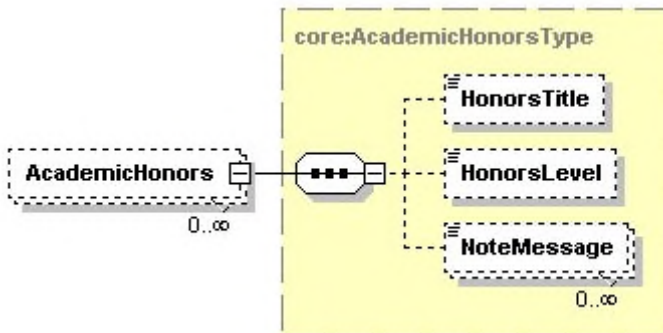 core:AcademicHonorsType
HonorsTitle
AcademicHonors
HonorsLevel
0..∞
NoteMessage
0..∞